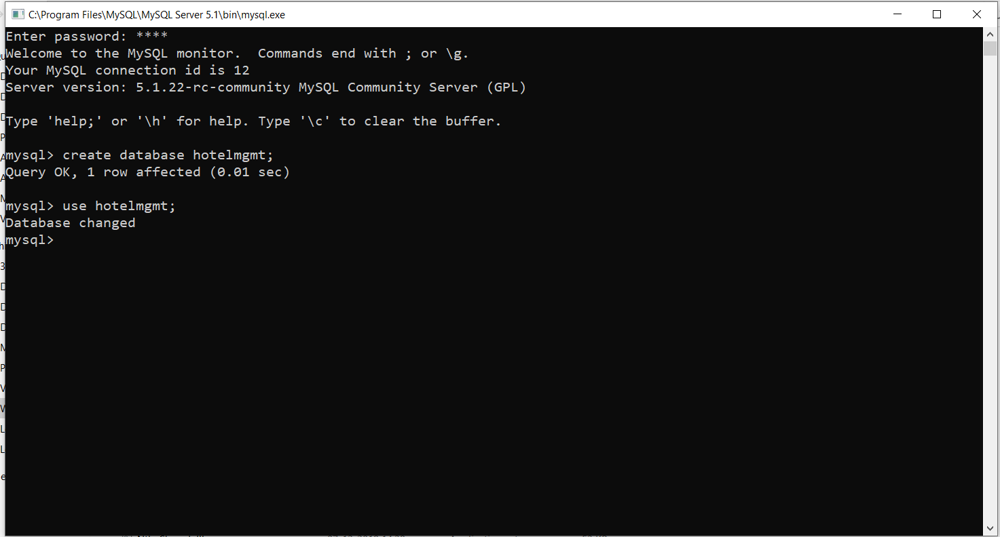 C:\Program Files\MySQL\MySQL Server 5.1\bin\mysql.exe
Enter password: ****
Welcome to the MySQL monitor.  Commands end with ; or \g.
Your MySQL connection id is 12
Server version: 5.1.22-rc-community MySQL Community Server (GPL)
Type 'help;' or '\h' for help. Type '\c' to clear the buffer.
mysql> create database hotelmgmt;
Query OK, 1 row affected (0.01 sec)
mysql> use hotelmgmt;
Database changed
mysql>